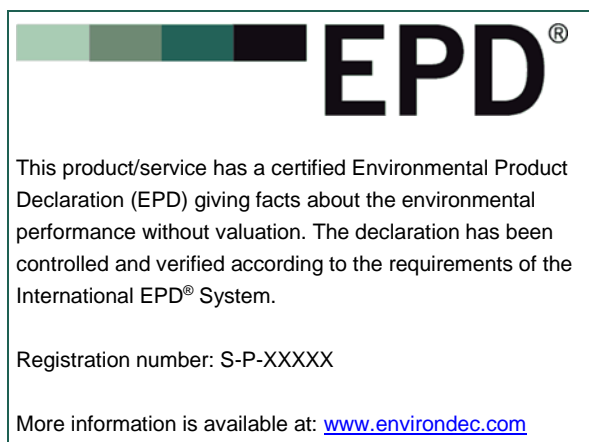 EPD®
This product/service has a certified Environmental Product
Declaration (EPD) giving facts about the environmental
performance without valuation. The declaration has been
controlled and verified according to the requirements of the
International EPD® System.
Registration number: S-P-XXXXX
More information is available at: www.environdec.com